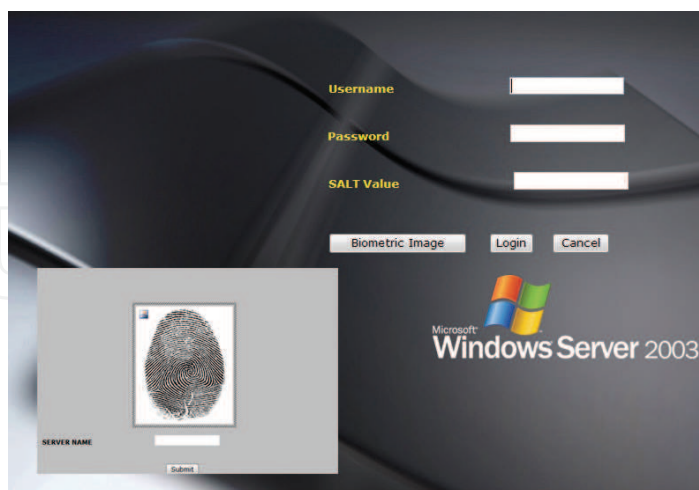 Username
Password
SALT Value
Biometric Image Login Cancel
Microsoft
Windows Server 2003
SERVER NAME
Submit